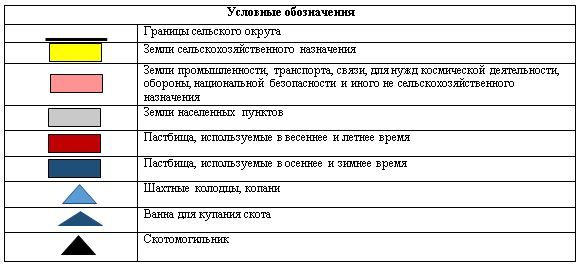 Условные обозначения
Границы сельского округа
Земли сельскохозяйственного назначения
Земли промышленности, транспорта, связи, для нужд космической деятельности,
обороны, национальной безопасности и иного не сельскохозяйственного
назначения
Земли населенных пунктов
Пастбища, используемые в весеннее и летнее время
Пастбища, используемые в осеннее и зимнее время
Шахтные колодцы, копани
Ванна для купания скота
Скотомогильник